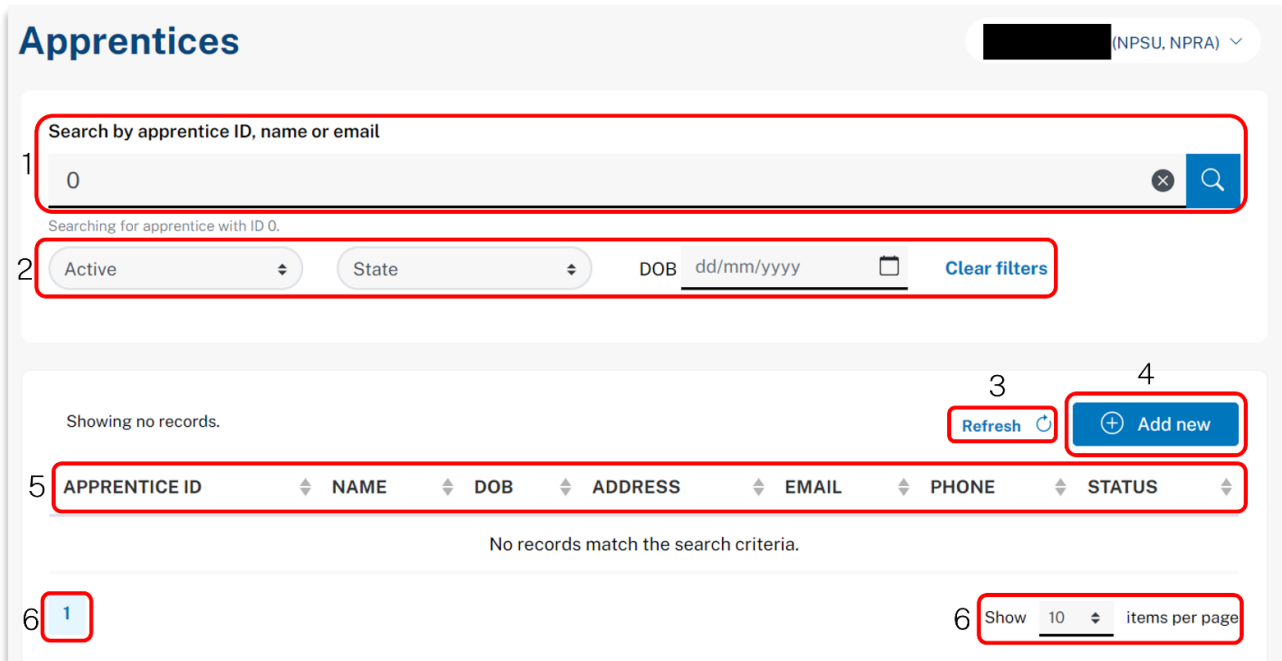 Apprentices
(NPSU, NPRA)
Search by apprentice ID, name or email
1
0
Searching for apprentice with ID 0.
2
Active State DOB dd/mm/yyyy Clear filters
3 4
Showing no records. Refresh Add new
5 APPRENTICE ID NAME DOB ADDRESS EMAIL PHONE STATUS
No records match the search criteria.
6 1 6 Show 10 items per page